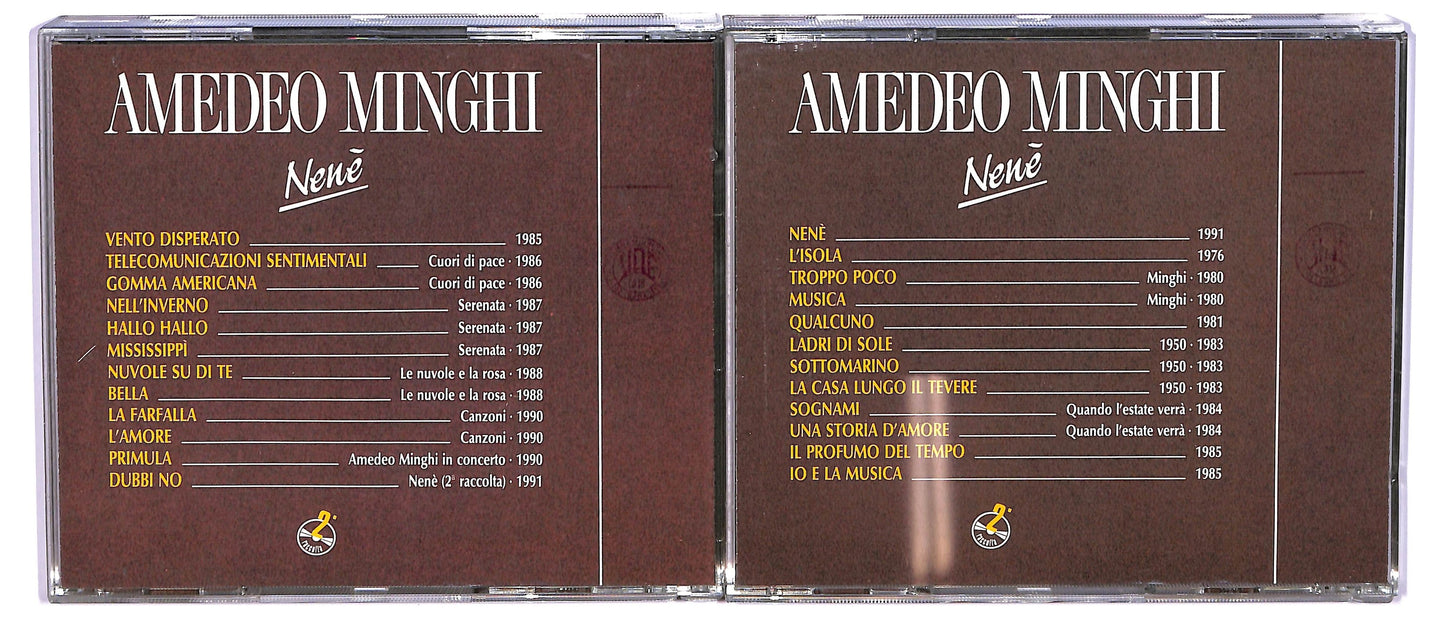 AMEDEO MINGHI
Nenè
VENTO DISPERATO 1985
TELECOMUNICAZIONI SENTIMENTALI Cuori di pace · 1986
GOMMA AMERICANA Cuori di pace · 1986
NELL'INVERNO Serenata · 1987
HALLO HALLO Serenata · 1987
MISSISSIPPÌ Serenata · 1987
NUVOLE SU DI TE Le nuvole e la rosa · 1988
BELLA Le nuvole e la rosa · 1988
LA FARFALLA Canzoni · 1990
L'AMORE Canzoni · 1990
PRIMULA Amedeo Minghi in concerto · 1990
DUBBI NO Nenè (2ª raccolta) · 1991
2ª
raccolta
AMEDEO MINGHI
Nenè
NENÈ 1991
L'ISOLA 1976
TROPPO POCO Minghi · 1980
MUSICA Minghi · 1980
QUALCUNO 1981
LADRI DI SOLE 1950 · 1983
SOTTOMARINO 1950 · 1983
LA CASA LUNGO IL TEVERE 1950 · 1983
SOGNAMI Quando l'estate verrà · 1984
UNA STORIA D'AMORE Quando l'estate verrà · 1984
IL PROFUMO DEL TEMPO 1985
IO E LA MUSICA 1985
2ª
raccolta